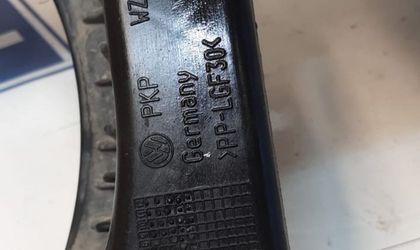 WZ
PKP
Germany
>PP-LGF30<